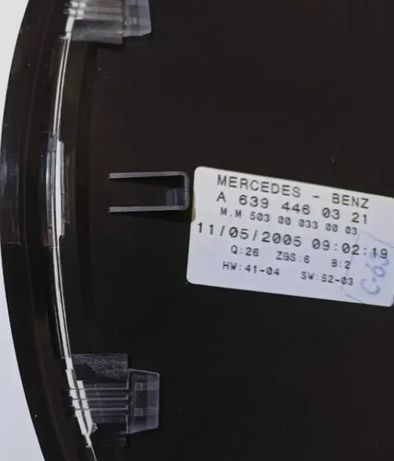 MERCEDES - BENZ
A 639 446 03 21
M.M 503 00 033 00 03
11/05/2005 09:02:19
Q:26 ZGS:6 B:2
HW:41-04 SW:52-03